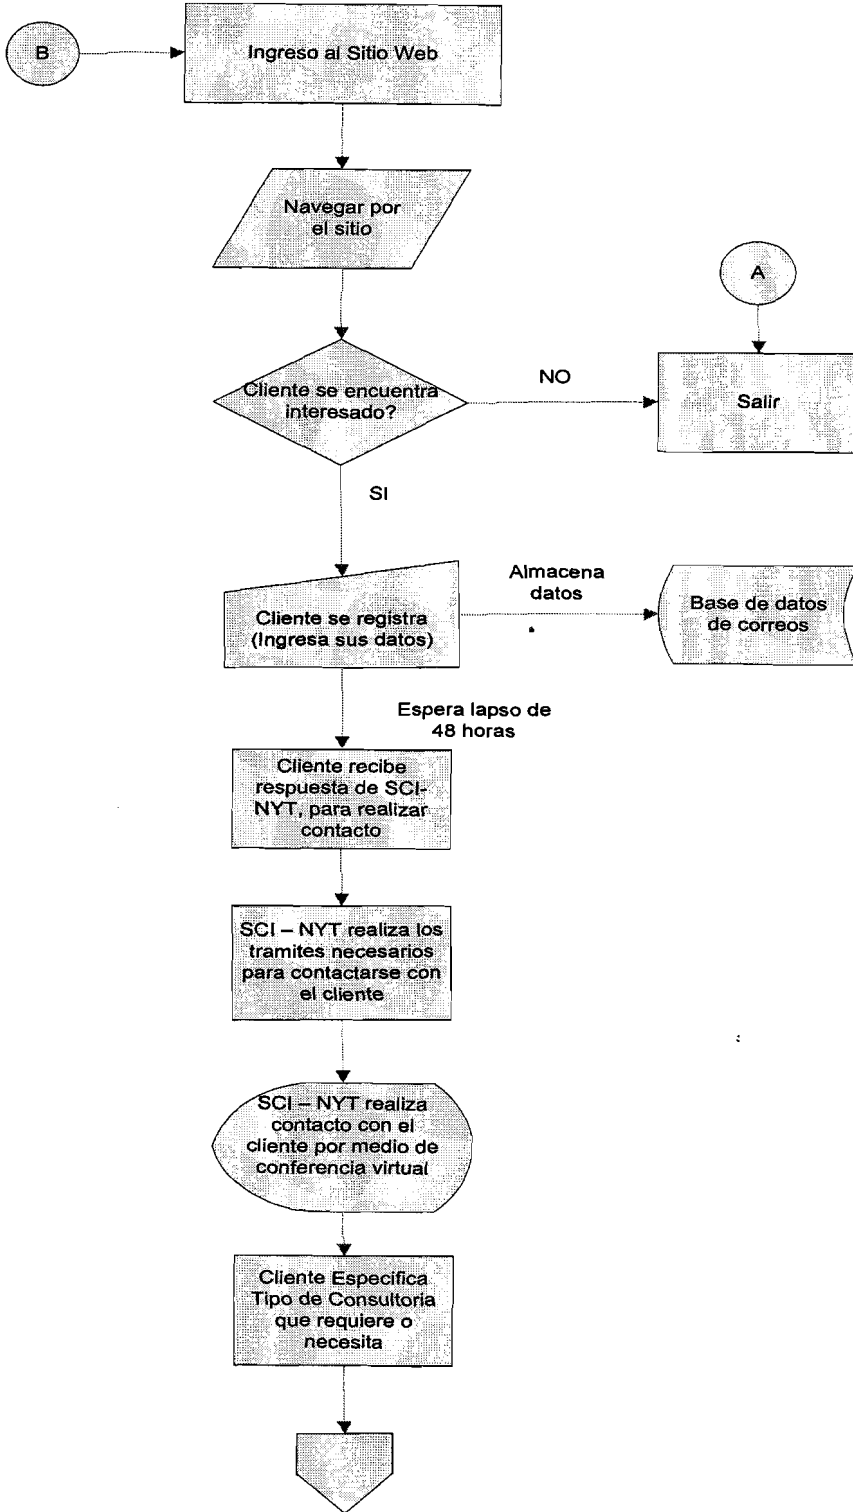 B
Ingreso al Sitio Web
Navegar por
el sitio
A
Cliente se encuentra
interesado?
NO
Salir
SI
Almacena
datos
Cliente se registra
(Ingresa sus datos)
Base de datos
de correos
Espera lapso de
48 horas
Cliente recibe
respuesta de SCI-
NYT, para realizar
contacto
SCI – NYT realiza los
tramites necesarios
para contactarse con
el cliente
SCI – NYT realiza
contacto con el
cliente por medio de
conferencia virtual
Cliente Especifica
Tipo de Consultoria
que requiere o
necesita